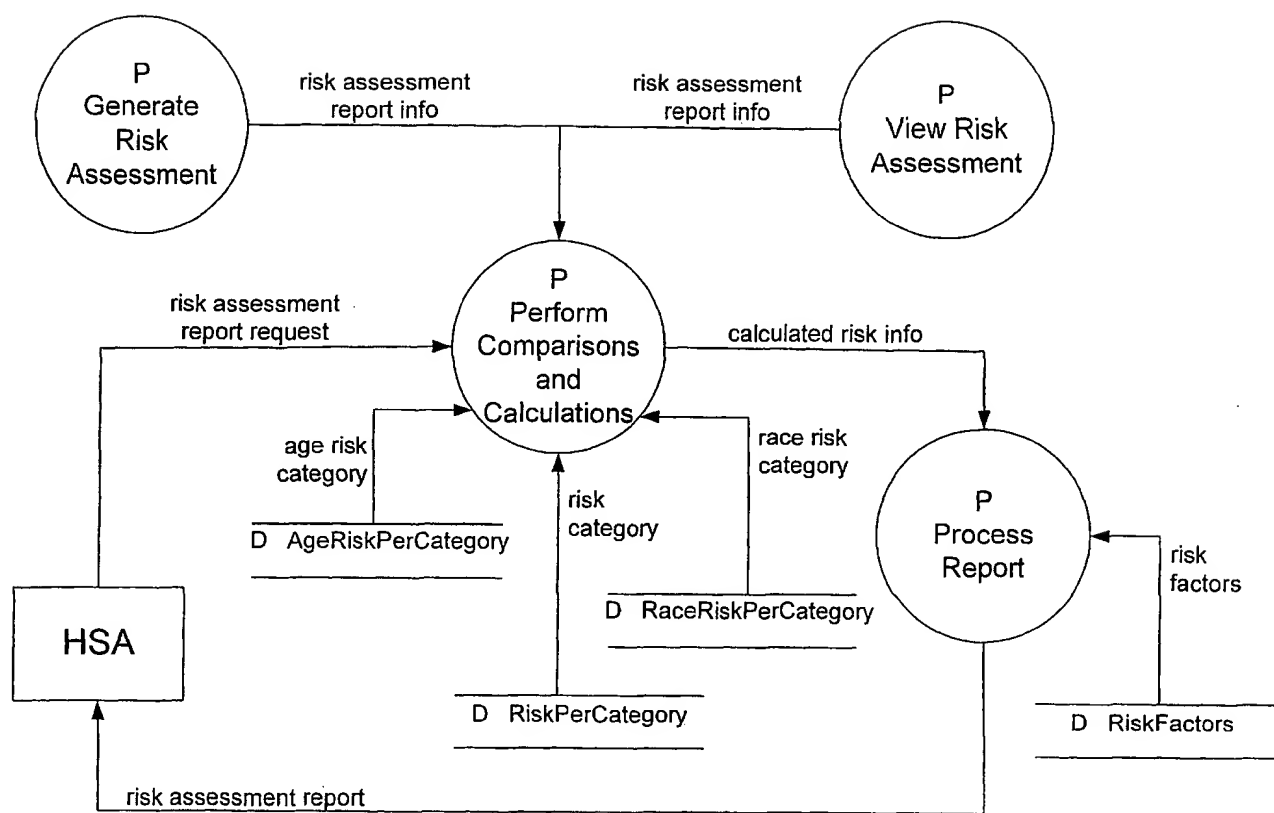 P
Generate
Risk
Assessment
risk assessment
report info
risk assessment
report info
P
View Risk
Assessment
risk assessment
report request
P
Perform
Comparisons
and
Calculations
calculated risk info
age risk
category
risk
category
race risk
category
P
Process
Report
risk
factors
D AgeRiskPerCategory
D RaceRiskPerCategory
HSA
D RiskPerCategory
D RiskFactors
risk assessment report